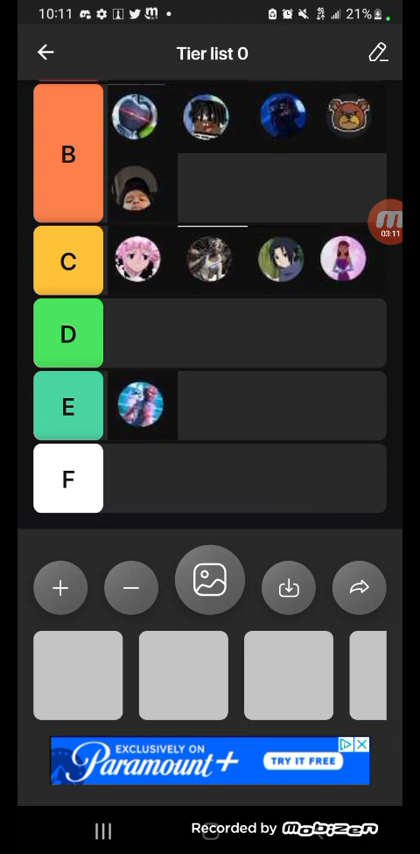 10:11
21%
Tier list 0
B
03:11
C
D
E
F
EXCLUSIVELY ON
Paramount+
TRY IT FREE
Recorded by MOBIZEN